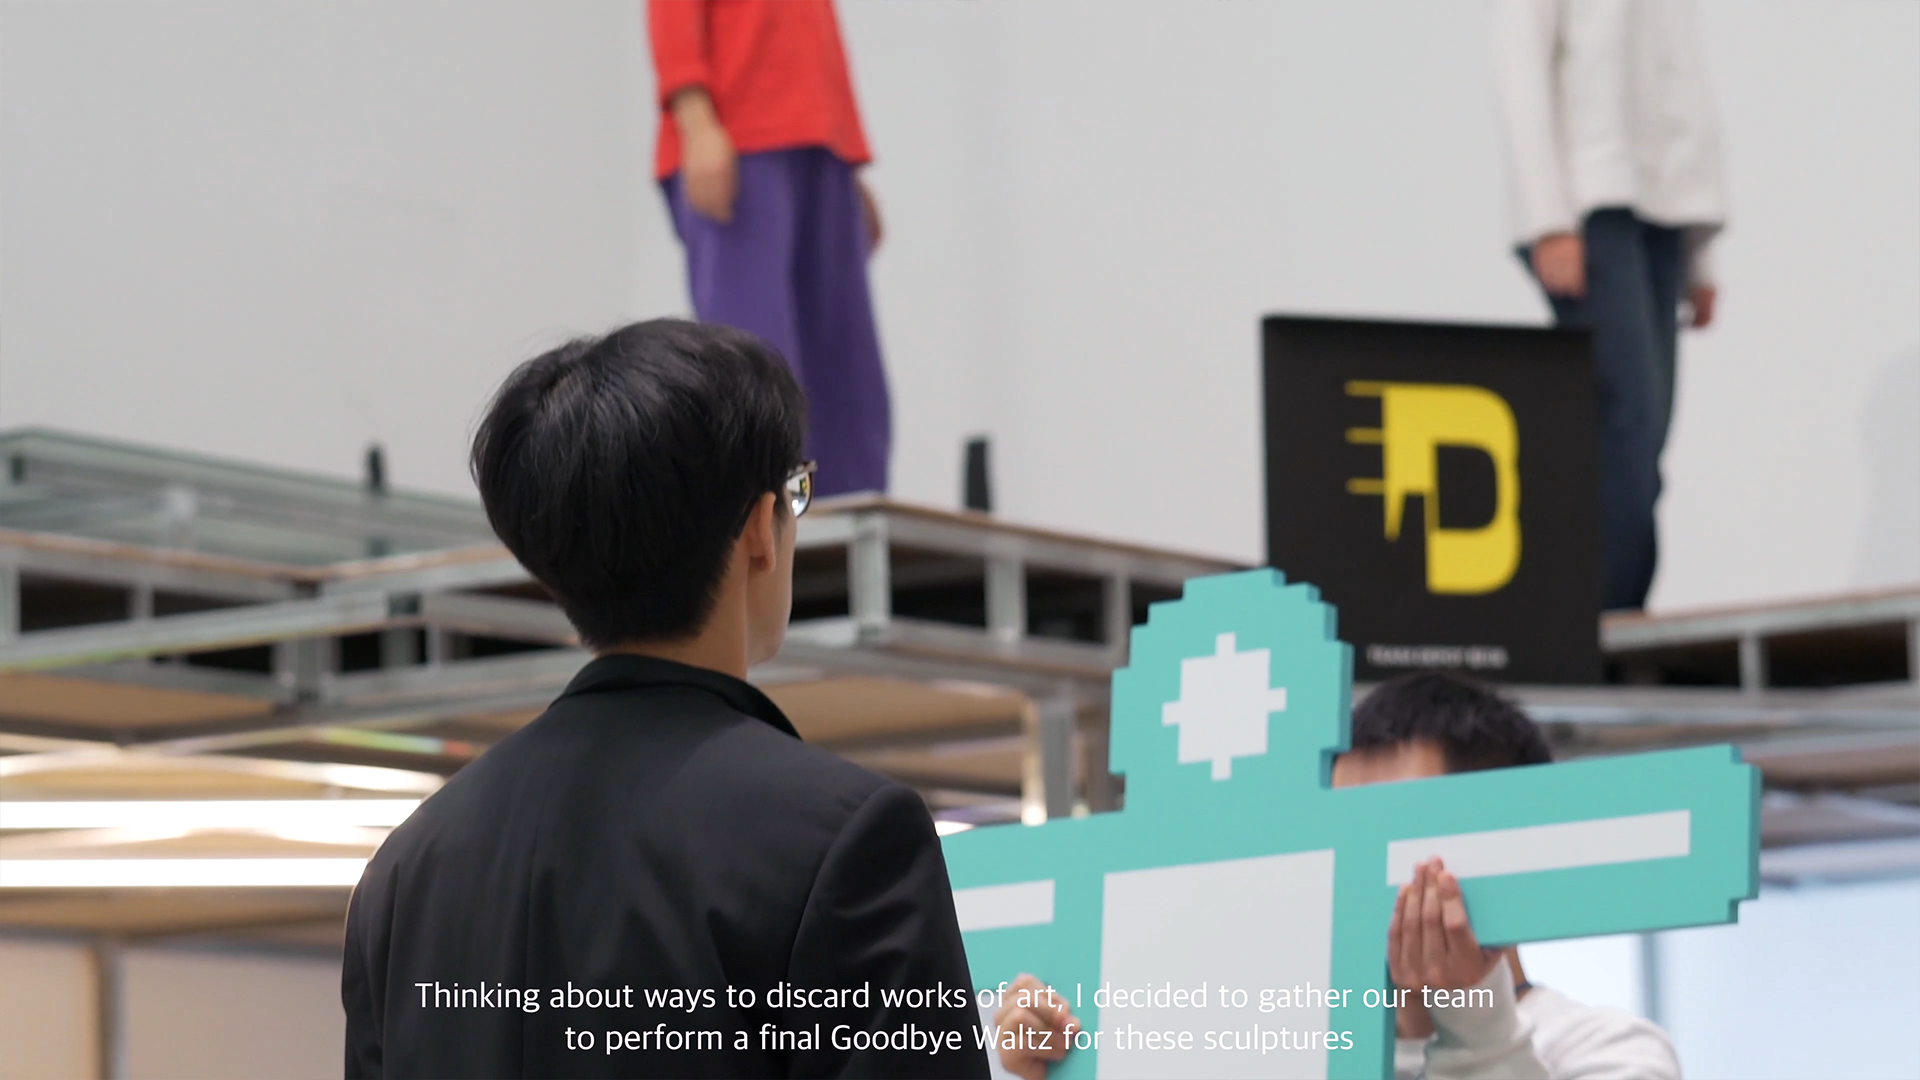 D
Thinking about ways to discard works of art, I decided to gather our team
to perform a final Goodbye Waltz for these sculptures